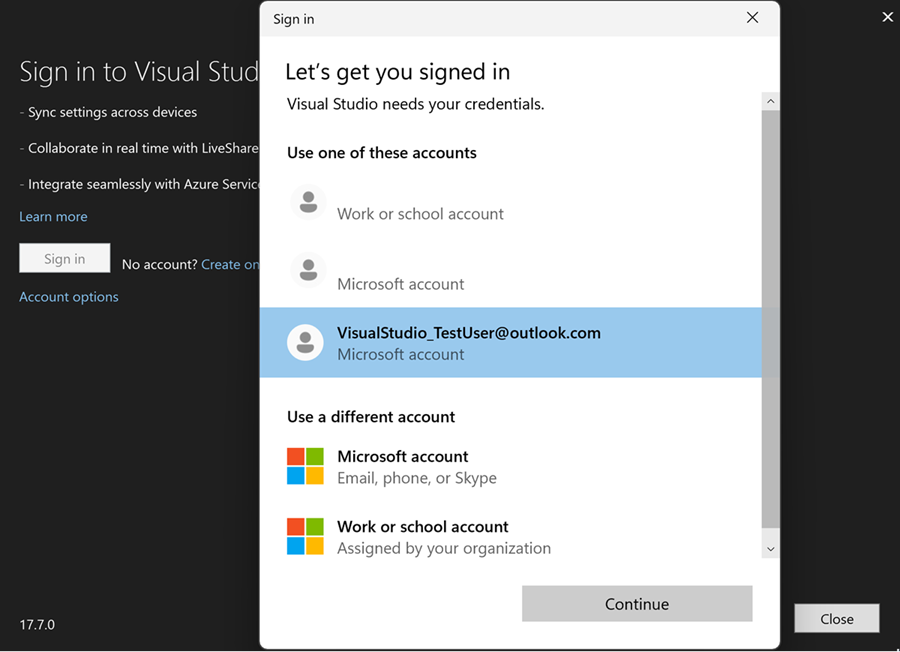 Sign in
Let's get you signed in
Visual Studio needs your credentials.
Use one of these accounts
Work or school account
Microsoft account
VisualStudio_TestUser@outlook.com
Microsoft account
Use a different account
Microsoft account
Email, phone, or Skype
Work or school account
Assigned by your organization
Continue
Sign in to Visual Stud
- Sync settings across devices
- Collaborate in real time with LiveShare
- Integrate seamlessly with Azure Servic
Learn more
Sign in
No account? Create on
Account options
17.7.0
Close